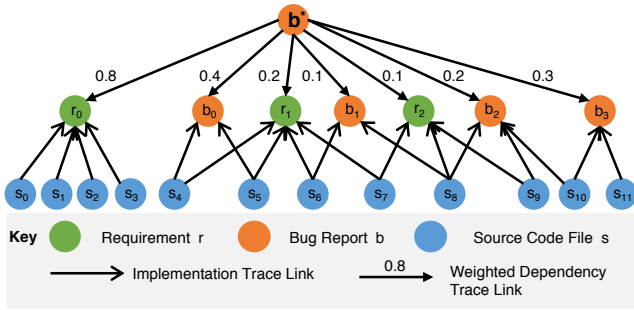 b*
0.8 0.4 0.2 0.1 0.1 0.2 0.3
r0 b0 r1 b1 r2 b2 b3
s0 s1 s2 s3 s4 s5 s6 s7 s8 s9 s10 s11
Key Requirement r Bug Report b Source Code File s
Implementation Trace Link 0.8 Weighted Dependency
Trace Link